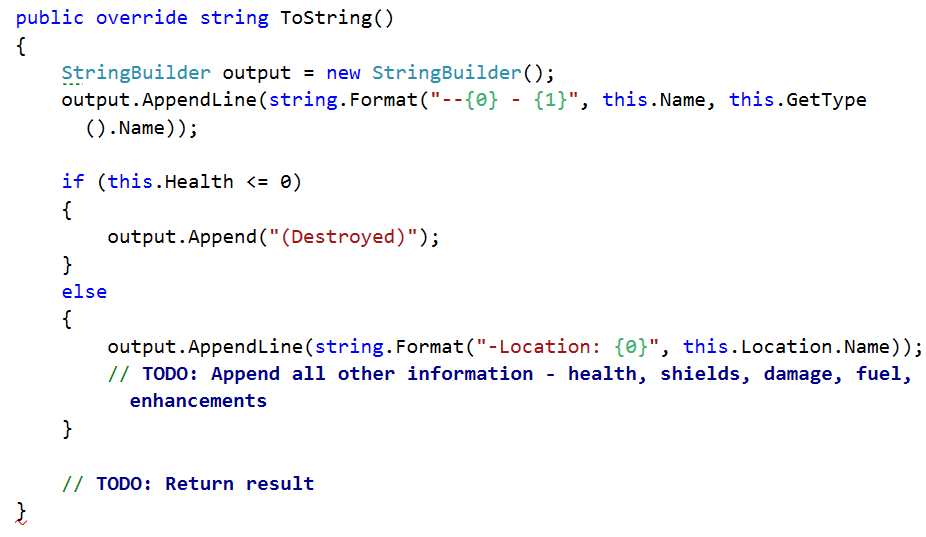 public override string ToString()
{
    StringBuilder output = new StringBuilder();
    output.AppendLine(string.Format("--{0} - {1}", this.Name, this.GetType
      ().Name));

    if (this.Health <= 0)
    {
        output.Append("(Destroyed)");
    }
    else
    {
        output.AppendLine(string.Format("-Location: {0}", this.Location.Name));
        // TODO: Append all other information - health, shields, damage, fuel,
          enhancements
    }

    // TODO: Return result
}